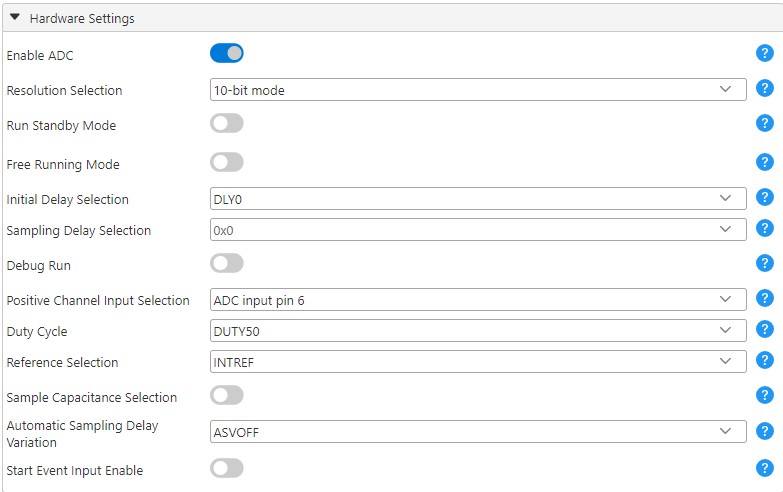 Hardware Settings
Enable ADC
?
Resolution Selection
10-bit mode
?
Run Standby Mode
?
Free Running Mode
?
Initial Delay Selection
DLY0
?
Sampling Delay Selection
0x0
?
Debug Run
?
Positive Channel Input Selection
ADC input pin 6
?
Duty Cycle
DUTY50
?
Reference Selection
INTREF
?
Sample Capacitance Selection
?
Automatic Sampling Delay
Variation
ASVOFF
?
Start Event Input Enable
?